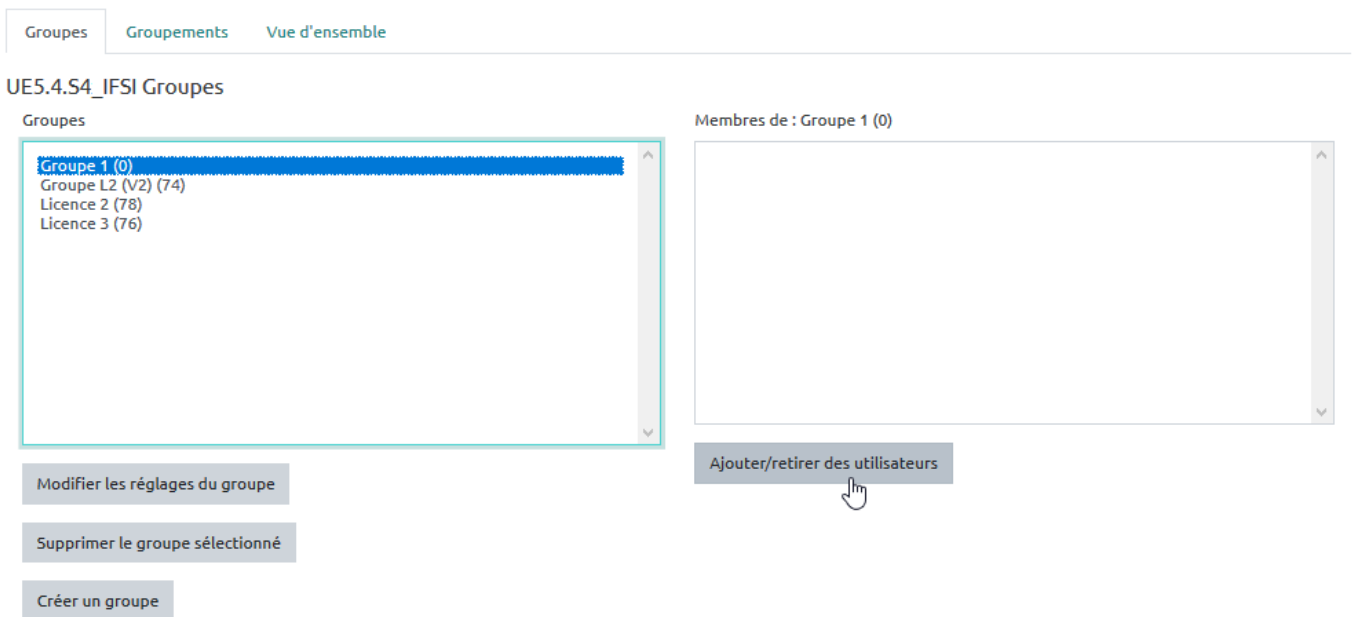 Groupes Groupements Vue d'ensemble
UE5.4.S4_IFSI Groupes
Groupes
Groupe 1 (0)
Groupe L2 (V2) (74)
Licence 2 (78)
Licence 3 (76)
Modifier les réglages du groupe
Supprimer le groupe sélectionné
Créer un groupe
Membres de : Groupe 1 (0)
Ajouter/retirer des utilisateurs